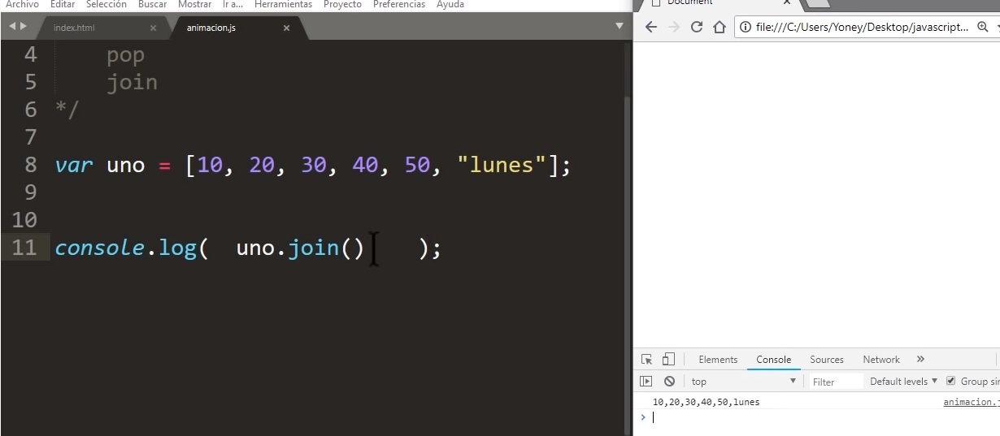 Archivo Editar Selección Buscar Mostrar Ir a... Herramientas Proyecto Preferencias Ayuda
index.html × animacion.js ×
4 pop
5 join
6 */
7
8 var uno = [10, 20, 30, 40, 50, "lunes"];
9
10
11 console.log( uno.join() );
Document ×
file:///C:/Users/Yoney/Desktop/javascript...
Elements Console Sources Network »
top Filter Default levels Group sir
10,20,30,40,50,lunes animacion.j
>